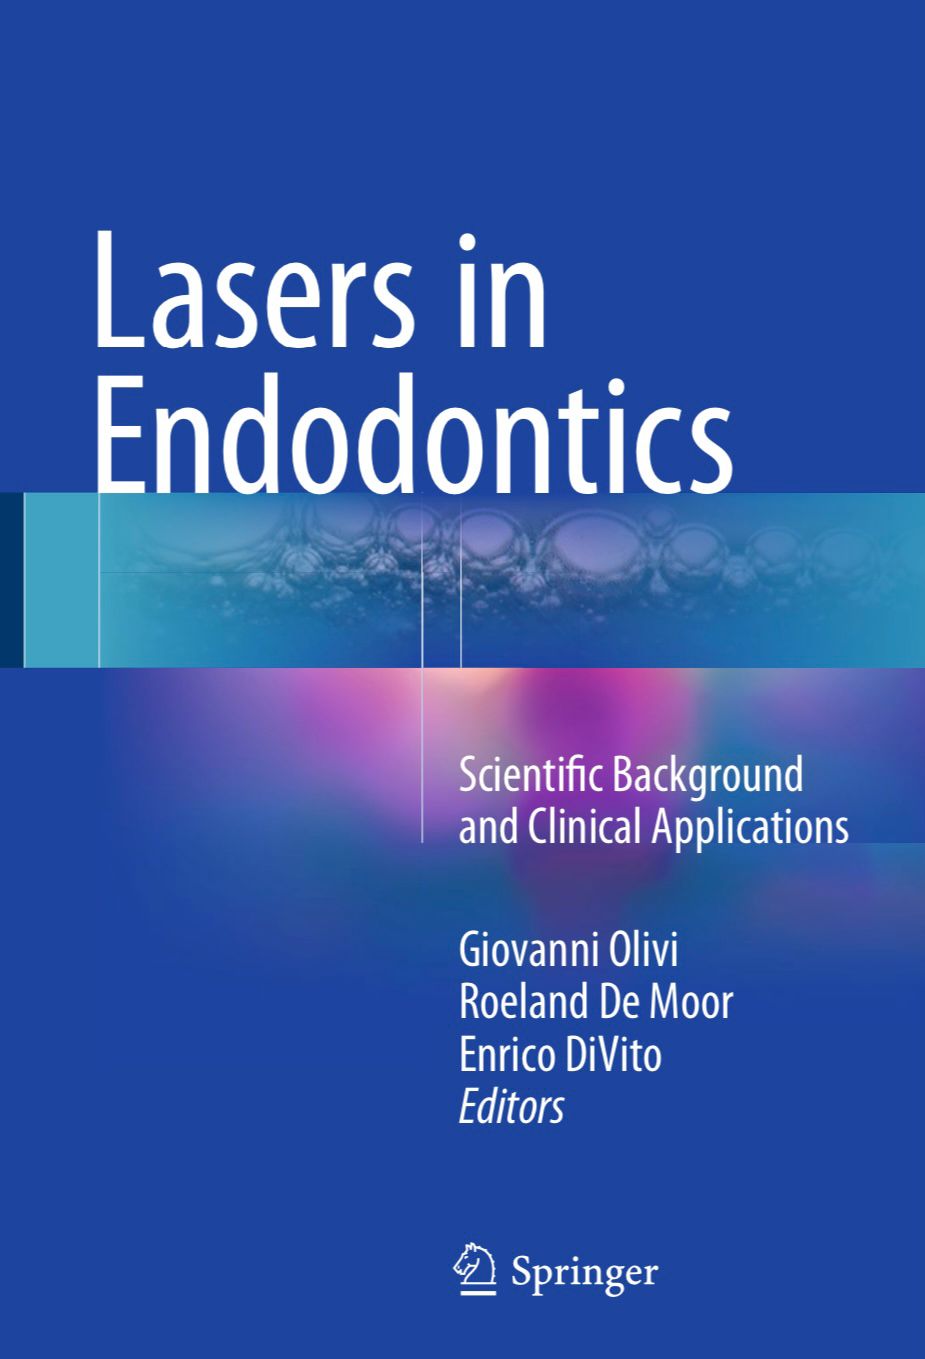 Lasers in
Endodontics
Scientific Background
and Clinical Applications
Giovanni Olivi
Roeland De Moor
Enrico DiVito
Editors
Springer